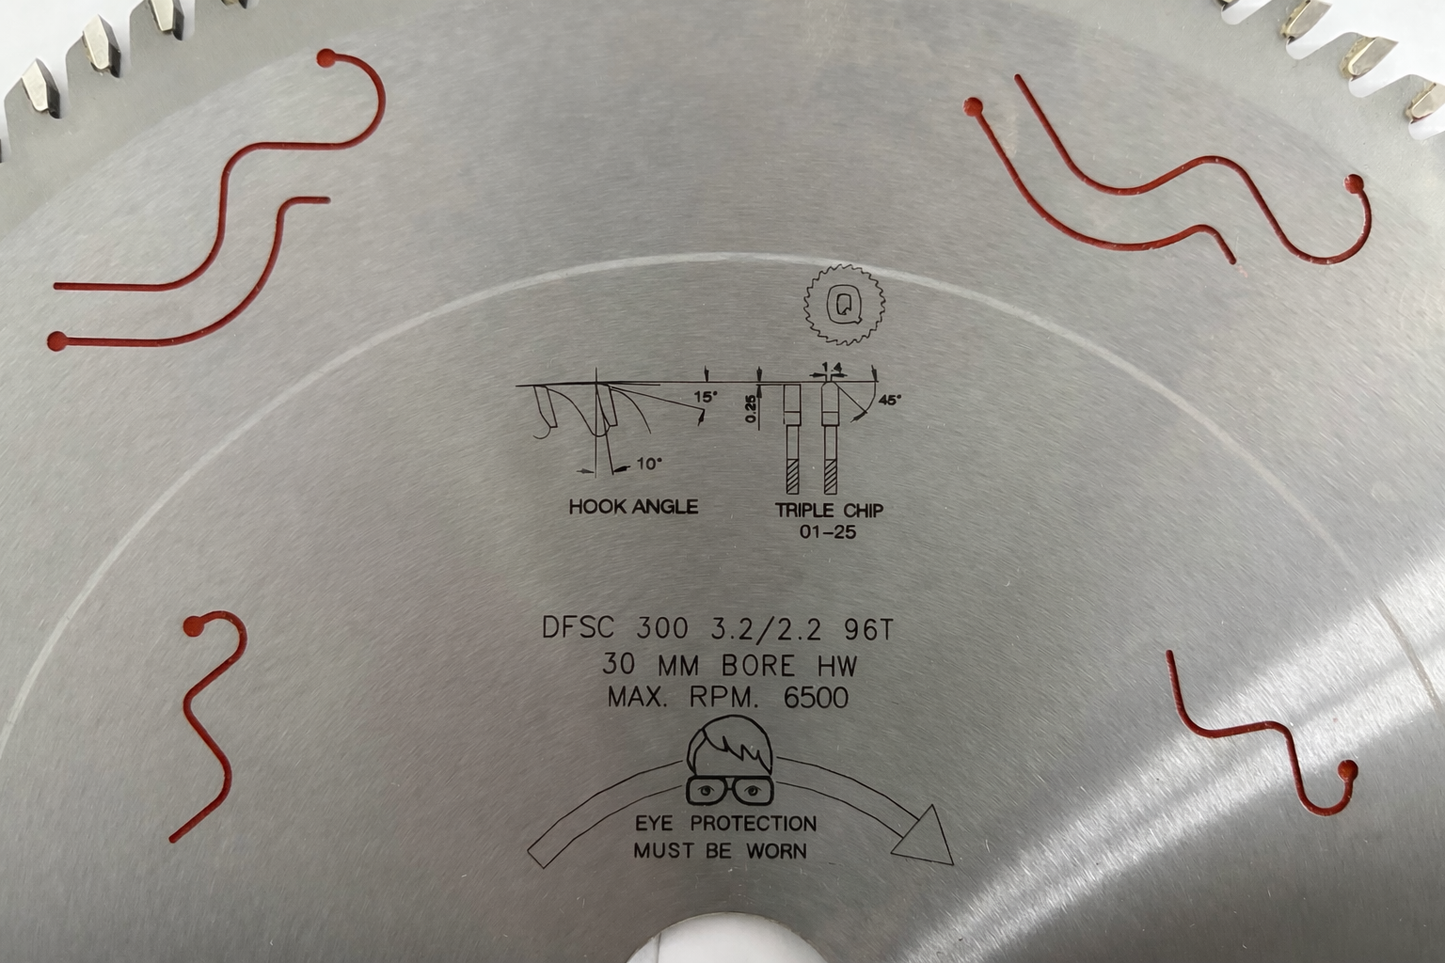 Q
1.4
15°
0.25
45°
10°
HOOK ANGLE
TRIPLE CHIP
01-25
DFSC 300 3.2/2.2 96T
30 MM BORE HW
MAX. RPM. 6500
EYE PROTECTION
MUST BE WORN